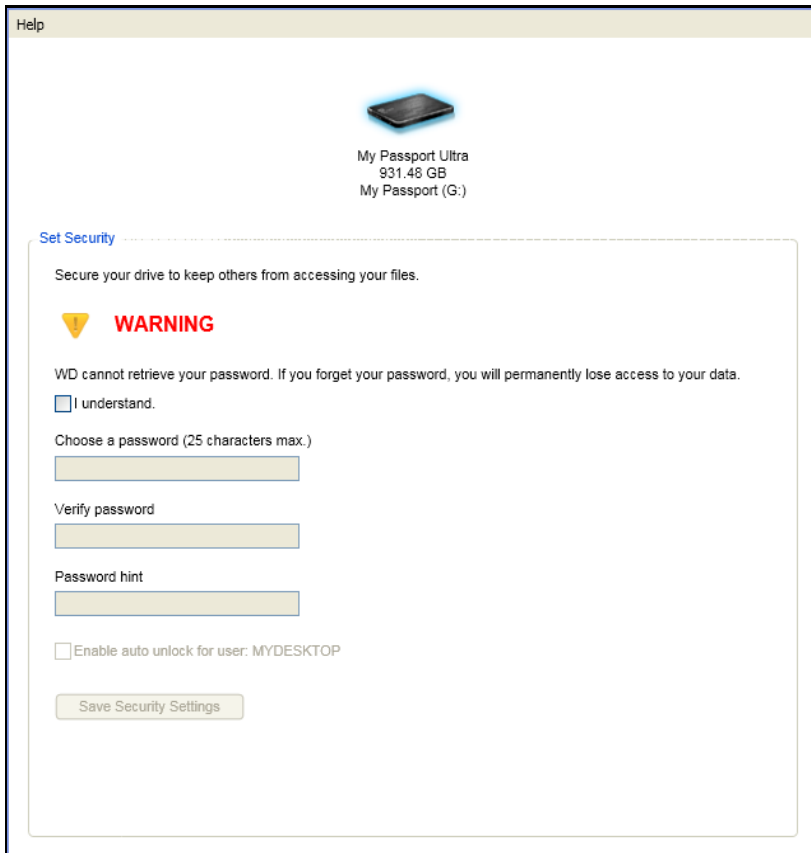 Help
My Passport Ultra
931.48 GB
My Passport (G:)
Set Security
Secure your drive to keep others from accessing your files.
WARNING
WD cannot retrieve your password. If you forget your password, you will permanently lose access to your data.
I understand.
Choose a password (25 characters max.)
Verify password
Password hint
Enable auto unlock for user: MYDESKTOP
Save Security Settings